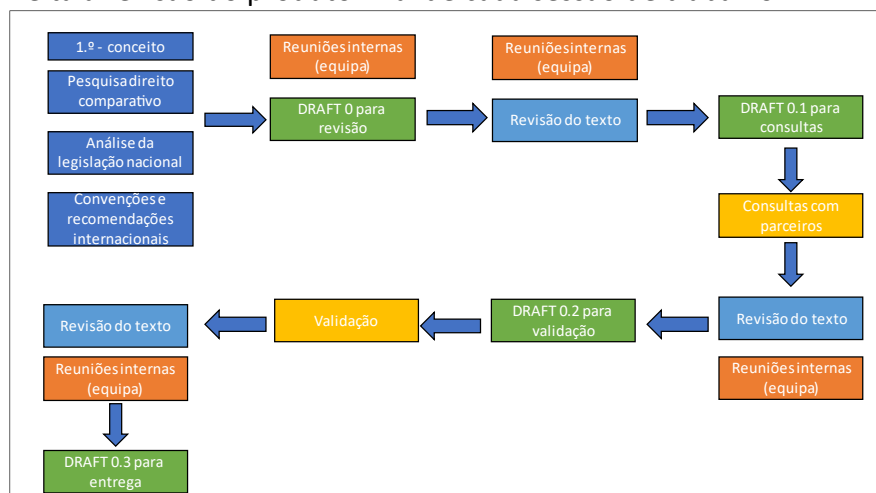 1.º - conceito
Pesquisa direito
comparativo
Análise da
legislação nacional
Convenções e
recomendações
internacionais
Reuniões internas
(equipa)
DRAFT 0 para
revisão
Reuniões internas
(equipa)
Revisão do texto
DRAFT 0.1 para
consultas
Consultas com
parceiros
Revisão do texto
Reuniões internas
(equipa)
DRAFT 0.2 para
validação
Validação
Revisão do texto
Reuniões internas
(equipa)
DRAFT 0.3 para
entrega